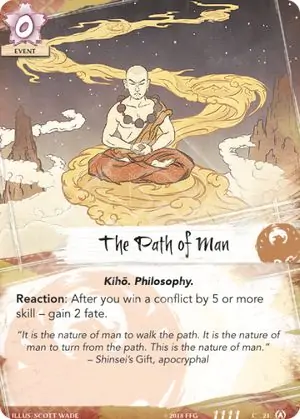 0
EVENT
The Path of Man
Kihō. Philosophy.
Reaction: After you win a conflict by 5 or more
skill – gain 2 fate.
“It is the nature of man to walk the path. It is the nature of
man to turn from the path. This is the nature of man.”
– Shinsei's Gift, apocryphal
ILLUS: SCOTT WADE
©2018 FFG